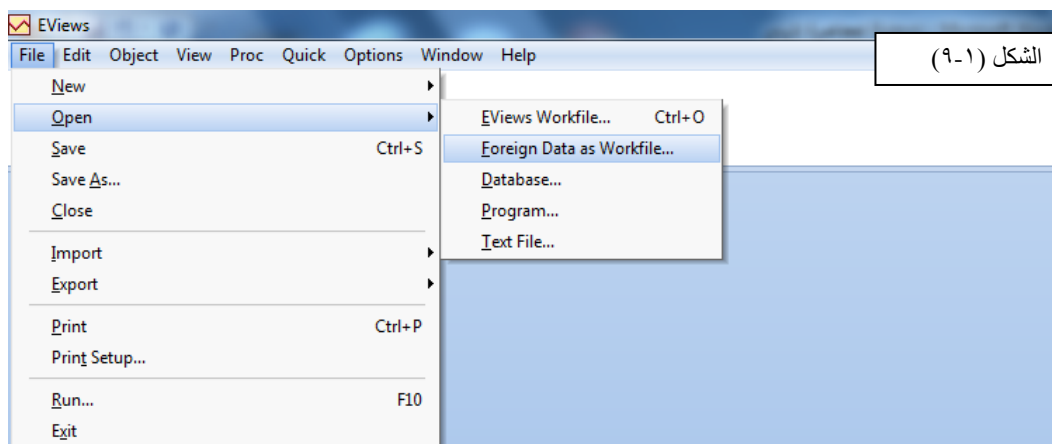 EViews
File Edit Object View Proc Quick Options Window Help
الشكل (١-٩)
New
Open
Save Ctrl+S
Save As...
Close
Import
Export
Print Ctrl+P
Print Setup...
Run... F10
Exit
EViews Workfile... Ctrl+O
Foreign Data as Workfile...
Database...
Program...
Text File...